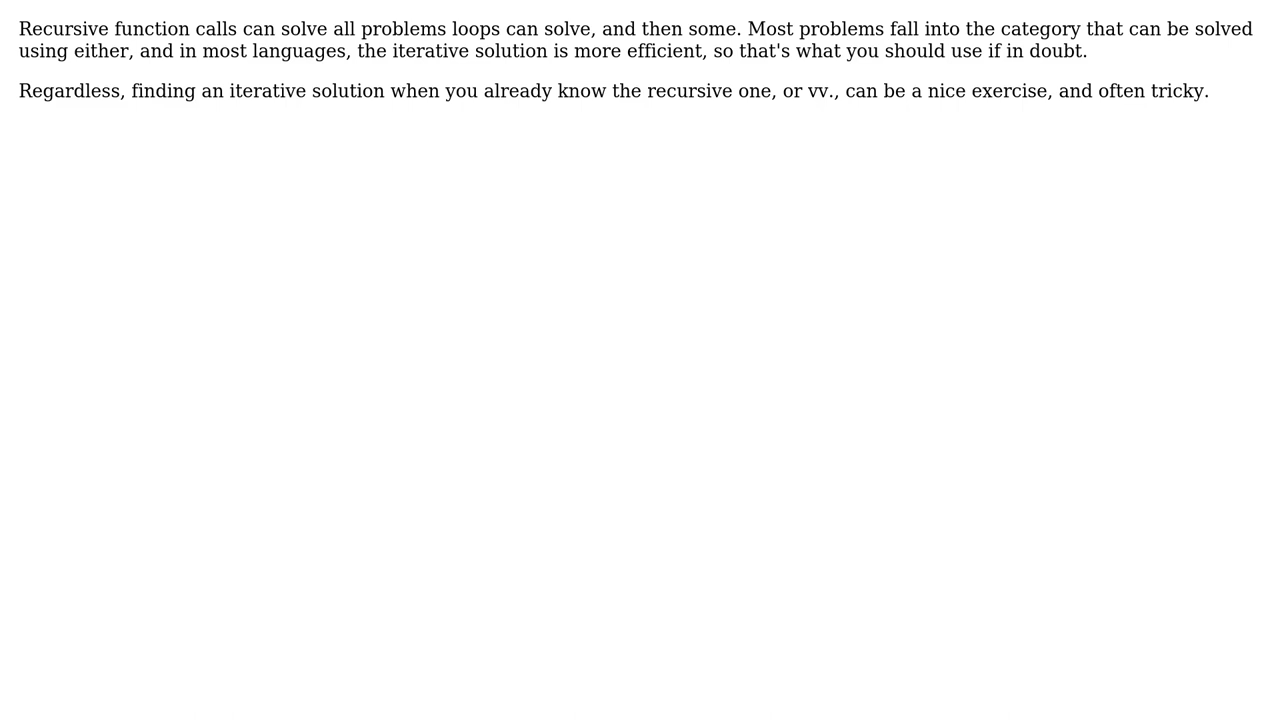 Recursive function calls can solve all problems loops can solve, and then some. Most problems fall into the category that can be solved
using either, and in most languages, the iterative solution is more efficient, so that's what you should use if in doubt.
Regardless, finding an iterative solution when you already know the recursive one, or vv., can be a nice exercise, and often tricky.